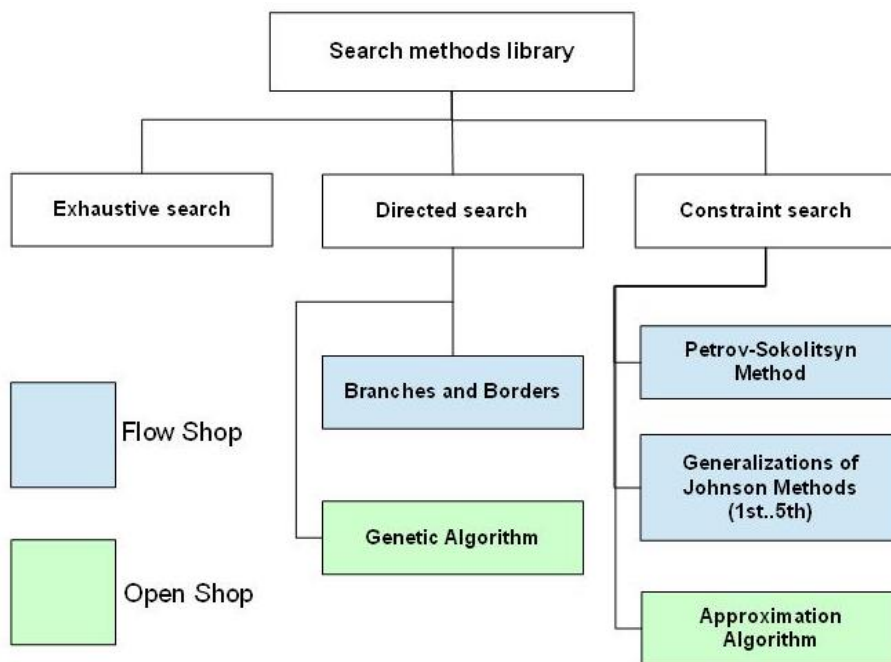 Search methods library
Exhaustive search
Directed search
Constraint search
Petrov-Sokolitsyn
Method
Branches and Borders
Flow Shop
Generalizations of
Johnson Methods
(1st..5th)
Genetic Algorithm
Open Shop
Approximation
Algorithm